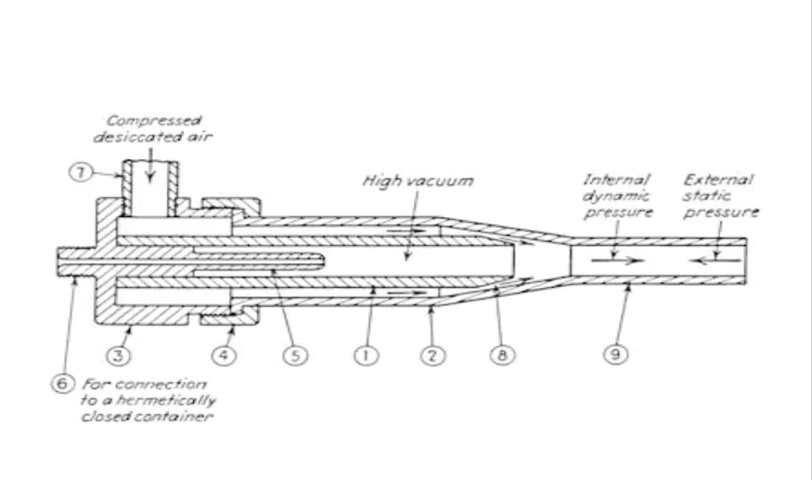 Compressed
desiccated air
7
High vacuum
Internal
dynamic
pressure
External
static
pressure
3
4
5
1
2
8
9
6
For connection
to a hermetically
closed container